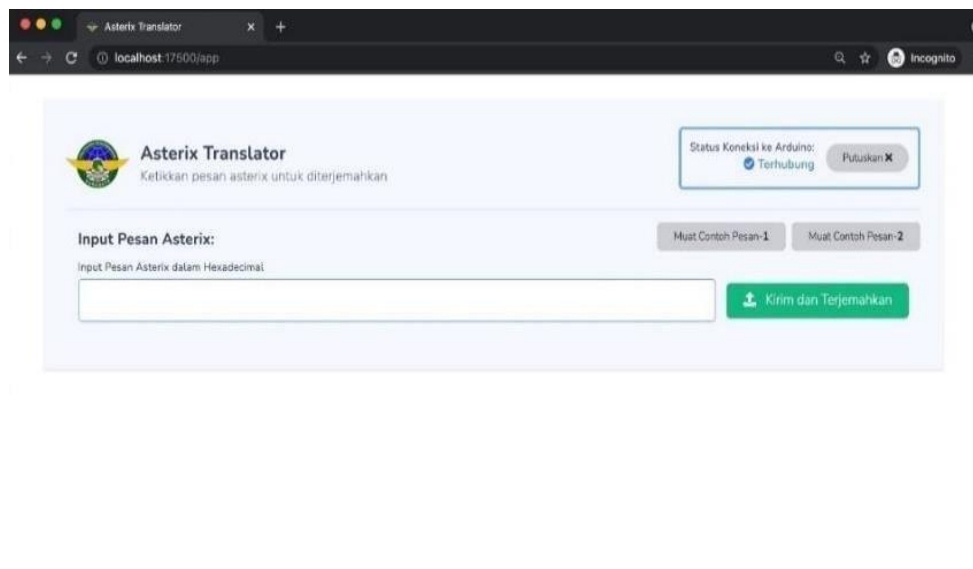 Asterix Translator
localhost:17500/app
Incognito
Asterix Translator
Ketikkan pesan asterix untuk diterjemahkan
Status Koneksi ke Arduino:
Terhubung
Putuskan
Input Pesan Asterix:
Muat Contoh Pesan-1
Muat Contoh Pesan-2
Input Pesan Asterix dalam Hexadecimal
Kirim dan Terjemahkan